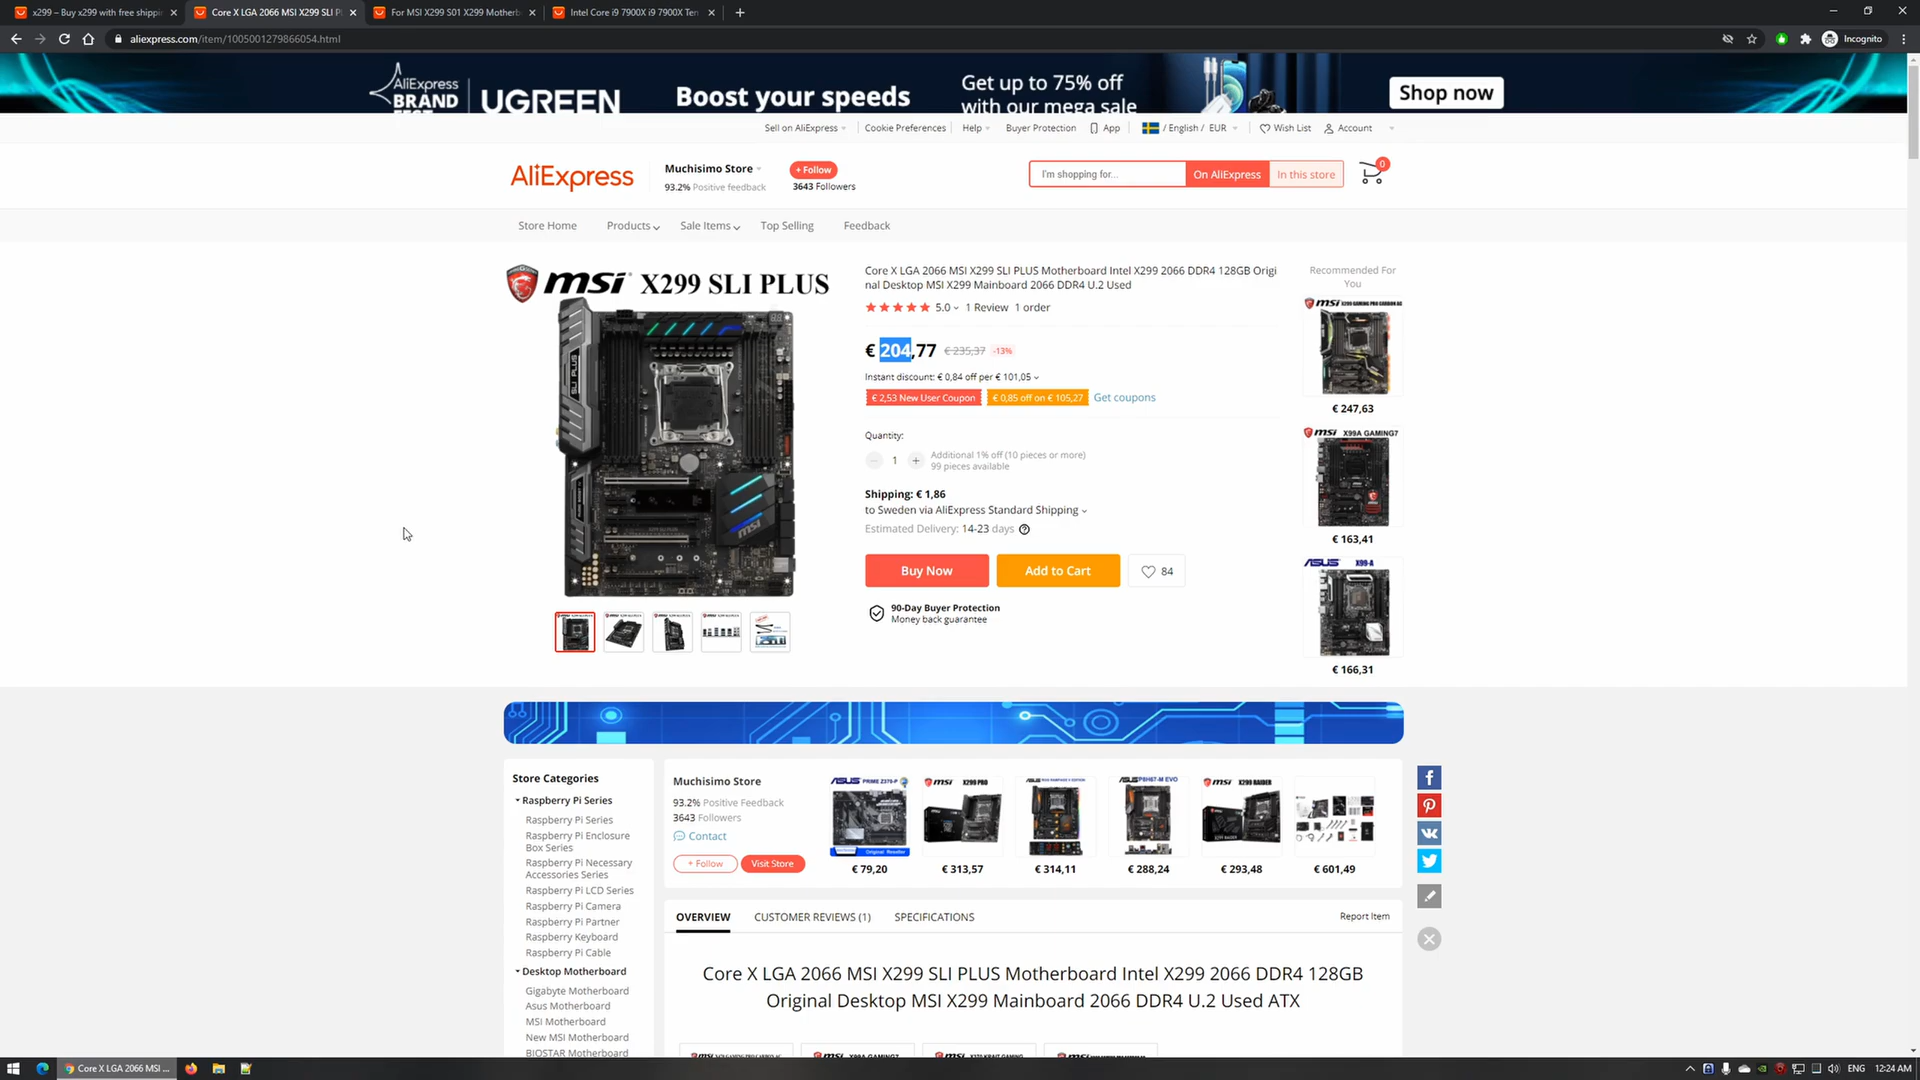 x299 – Buy x299 with free shippi
Core X LGA 2066 MSI X299 SLI P
For MSI X299 S01 X299 Motherb
Intel Core i9 7900X i9 7900X Ten
aliexpress.com/item/1005001279866054.html
Incognito
AliExpress
BRAND
UGREEN
Boost your speeds
Get up to 75% off
with our mega sale
Shop now
Sell on AliExpress
Cookie Preferences
Help
Buyer Protection
App
/ English / EUR
Wish List
Account
AliExpress
Muchisimo Store
93.2% Positive feedback
+ Follow
3643 Followers
I'm shopping for...
On AliExpress
In this store
0
Store Home
Products
Sale Items
Top Selling
Feedback
msi X299 SLI PLUS
Core X LGA 2066 MSI X299 SLI PLUS Motherboard Intel X299 2066 DDR4 128GB Origi
nal Desktop MSI X299 Mainboard 2066 DDR4 U.2 Used
5.0 1 Review 1 order
€ 204,77 € 235,37 -13%
Instant discount: € 0,84 off per € 101,05
€ 2,53 New User Coupon
€ 0,85 off on € 105,27
Get coupons
Quantity:
1
Additional 1% off (10 pieces or more)
99 pieces available
Shipping: € 1,86
to Sweden via AliExpress Standard Shipping
Estimated Delivery: 14-23 days
Buy Now
Add to Cart
84
90-Day Buyer Protection
Money back guarantee
Recommended For
You
msi X299 GAMING PRO CARBON AC
€ 247,63
msi X99A GAMING7
€ 163,41
ASUS X99-A
€ 166,31
Store Categories
Raspberry Pi Series
Raspberry Pi Series
Raspberry Pi Enclosure
Box Series
Raspberry Pi Necessary
Accessories Series
Raspberry Pi LCD Series
Raspberry Pi Camera
Raspberry Pi Partner
Raspberry Keyboard
Raspberry Pi Cable
Desktop Motherboard
Gigabyte Motherboard
Asus Motherboard
MSI Motherboard
New MSI Motherboard
BIOSTAR Motherboard
Muchisimo Store
93.2% Positive Feedback
3643 Followers
Contact
+ Follow
Visit Store
ASUS PRIME Z370-P
€ 79,20
msi X299 PRO
€ 313,57
€ 314,11
€ 288,24
msi X299 RAIDER
€ 293,48
€ 601,49
OVERVIEW
CUSTOMER REVIEWS (1)
SPECIFICATIONS
Report Item
Core X LGA 2066 MSI X299 SLI PLUS Motherboard Intel X299 2066 DDR4 128GB
Original Desktop MSI X299 Mainboard 2066 DDR4 U.2 Used ATX
Core X LGA 2066 MSI ...
ENG
12:24 AM